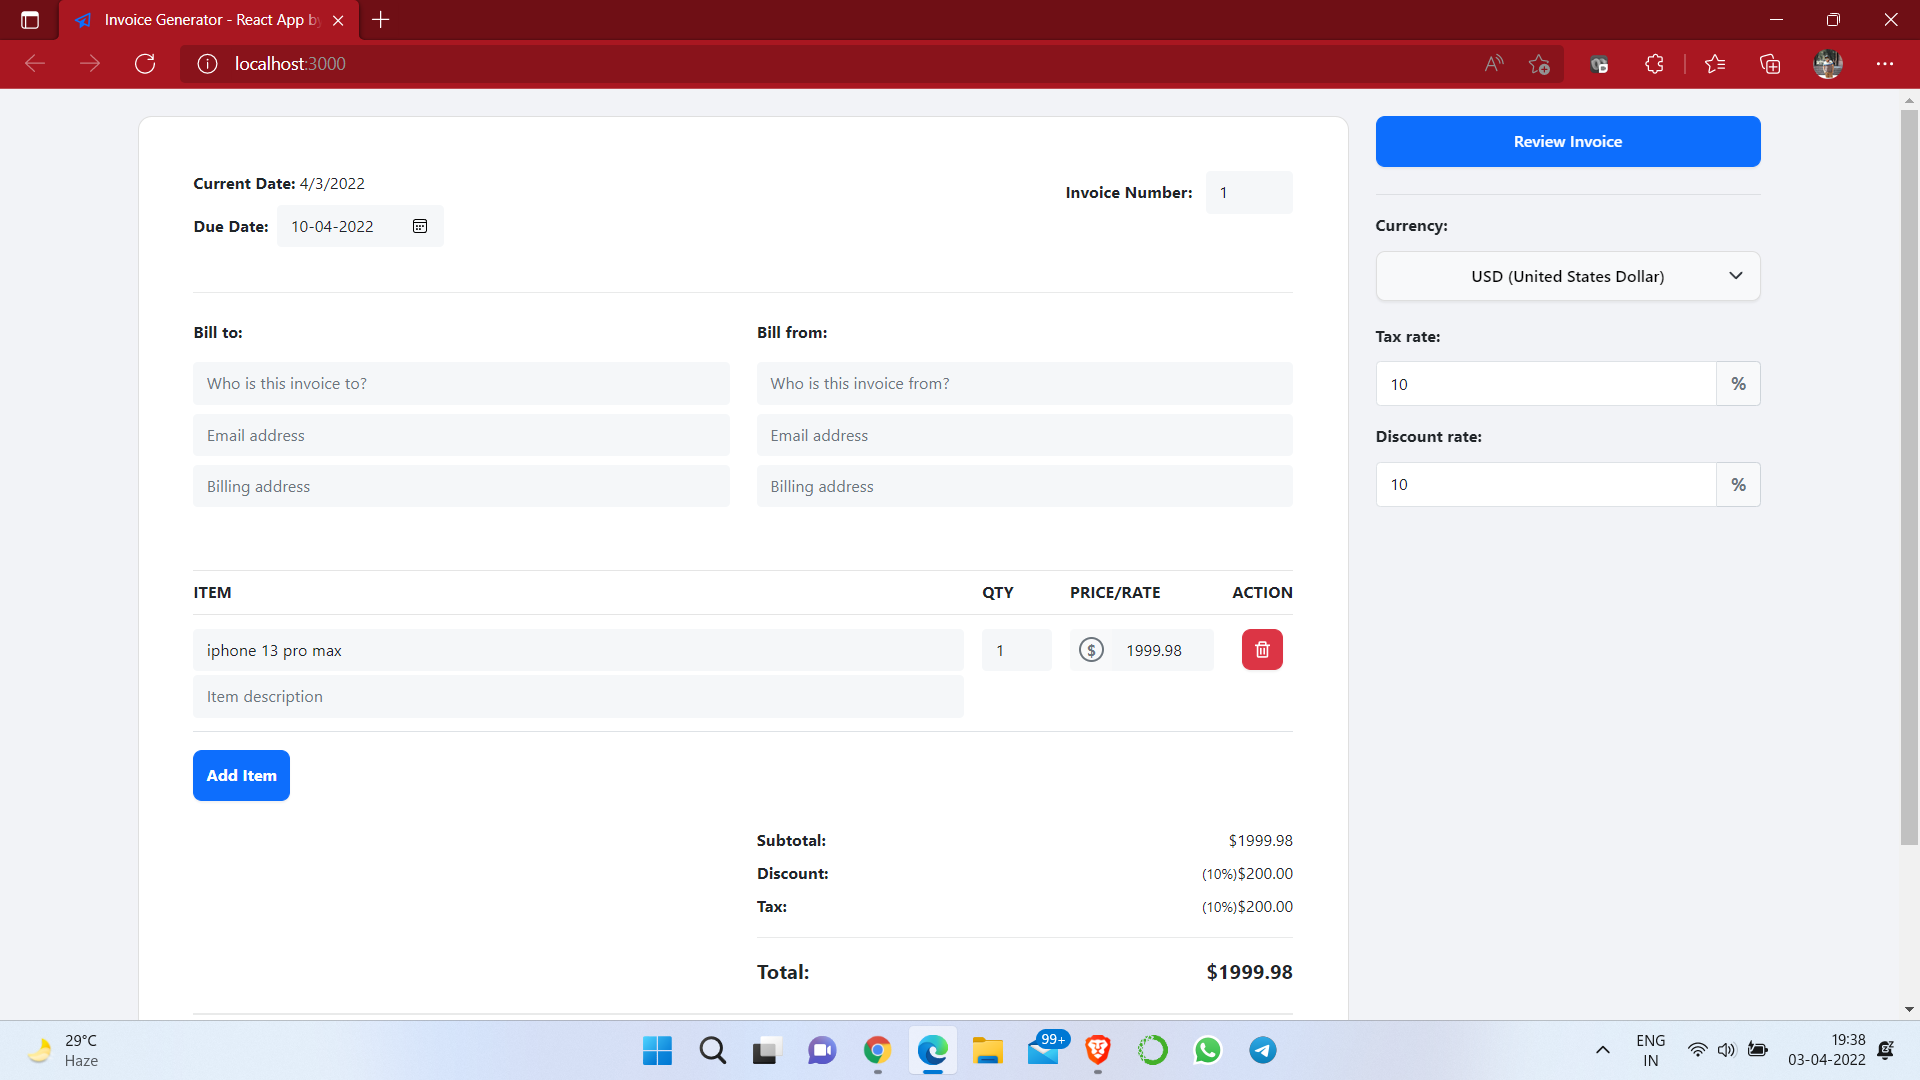 Invoice Generator - React App by
localhost:3000
Current Date: 4/3/2022
Invoice Number: 1
Due Date: 10-04-2022
Bill to:
Bill from:
Who is this invoice to?
Who is this invoice from?
Email address
Email address
Billing address
Billing address
ITEM QTY PRICE/RATE ACTION
iphone 13 pro max 1 $ 1999.98
Item description
Add Item
Subtotal: $1999.98
Discount: (10%)$200.00
Tax: (10%)$200.00
Total: $1999.98
Review Invoice
Currency:
USD (United States Dollar)
Tax rate:
10 %
Discount rate:
10 %
29°C
Haze
99+
ENG
IN
19:38
03-04-2022